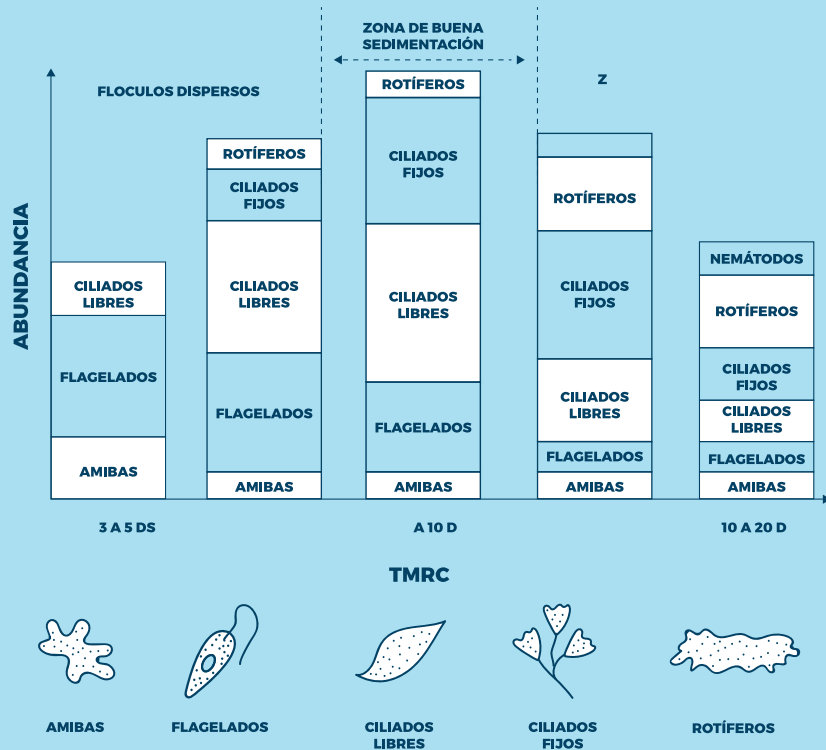 ZONA DE BUENA
SEDIMENTACIÓN
FLOCULOS DISPERSOS
Z
ABUNDANCIA
CILIADOS
LIBRES
FLAGELADOS
AMIBAS
ROTÍFEROS
CILIADOS
FIJOS
CILIADOS
LIBRES
FLAGELADOS
AMIBAS
ROTÍFEROS
CILIADOS
FIJOS
CILIADOS
LIBRES
FLAGELADOS
AMIBAS
ROTÍFEROS
CILIADOS
FIJOS
CILIADOS
LIBRES
FLAGELADOS
AMIBAS
NEMÁTODOS
ROTÍFEROS
CILIADOS
FIJOS
CILIADOS
LIBRES
FLAGELADOS
AMIBAS
3 A 5 DS
A 10 D
10 A 20 D
TMRC
AMIBAS
FLAGELADOS
CILIADOS
LIBRES
CILIADOS
FIJOS
ROTÍFEROS